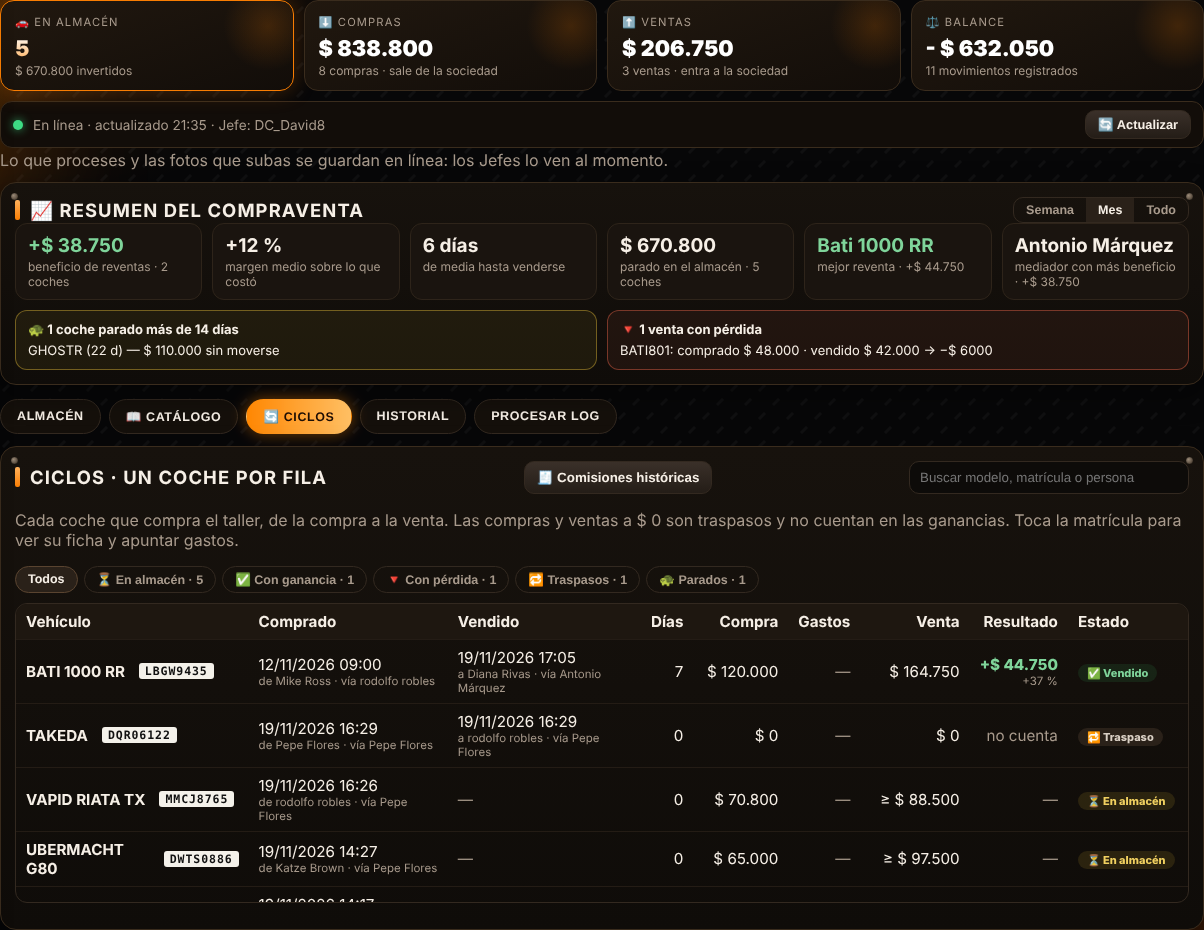 EN ALMACÉN
5
$ 670.800 invertidos
COMPRAS
$ 838.800
8 compras · sale de la sociedad
VENTAS
$ 206.750
3 ventas · entra a la sociedad
BALANCE
- $ 632.050
11 movimientos registrados
En línea · actualizado 21:35 · Jefe: DC_David8
Actualizar
Lo que proceses y las fotos que subas se guardan en línea: los Jefes lo ven al momento.
RESUMEN DEL COMPRAVENTA
Semana Mes Todo
+$ 38.750
beneficio de reventas · 2
coches
+12 %
margen medio sobre lo que
costó
6 días
de media hasta venderse
$ 670.800
parado en el almacén · 5
coches
Bati 1000 RR
mejor reventa · +$ 44.750
Antonio Márquez
mediador con más beneficio
· +$ 38.750
1 coche parado más de 14 días
GHOSTR (22 d) — $ 110.000 sin moverse
1 venta con pérdida
BATI801: comprado $ 48.000 · vendido $ 42.000 → −$ 6000
ALMACÉN CATÁLOGO CICLOS HISTORIAL PROCESAR LOG
CICLOS · UN COCHE POR FILA
Comisiones históricas
Buscar modelo, matrícula o persona
Cada coche que compra el taller, de la compra a la venta. Las compras y ventas a $ 0 son traspasos y no cuentan en las ganancias. Toca la matrícula para
ver su ficha y apuntar gastos.
Todos En almacén · 5 Con ganancia · 1 Con pérdida · 1 Traspasos · 1 Parados · 1
Vehículo Comprado Vendido Días Compra Gastos Venta Resultado Estado
BATI 1000 RR LBGW9435
12/11/2026 09:00
de Mike Ross · vía rodolfo robles
19/11/2026 17:05
a Diana Rivas · vía Antonio
Márquez
7 $ 120.000 — $ 164.750
+$ 44.750
+37 %
Vendido
TAKEDA DQR06122
19/11/2026 16:29
de Pepe Flores · vía Pepe Flores
19/11/2026 16:29
a rodolfo robles · vía Pepe
Flores
0 $ 0 — $ 0 no cuenta Traspaso
VAPID RIATA TX MMCJ8765
19/11/2026 16:26
de rodolfo robles · vía Pepe
Flores
— 0 $ 70.800 — ≥ $ 88.500 — En almacén
UBERMACHT
G80
DWTS0886
19/11/2026 14:27
de Katze Brown · vía Pepe Flores
— 0 $ 65.000 — ≥ $ 97.500 — En almacén